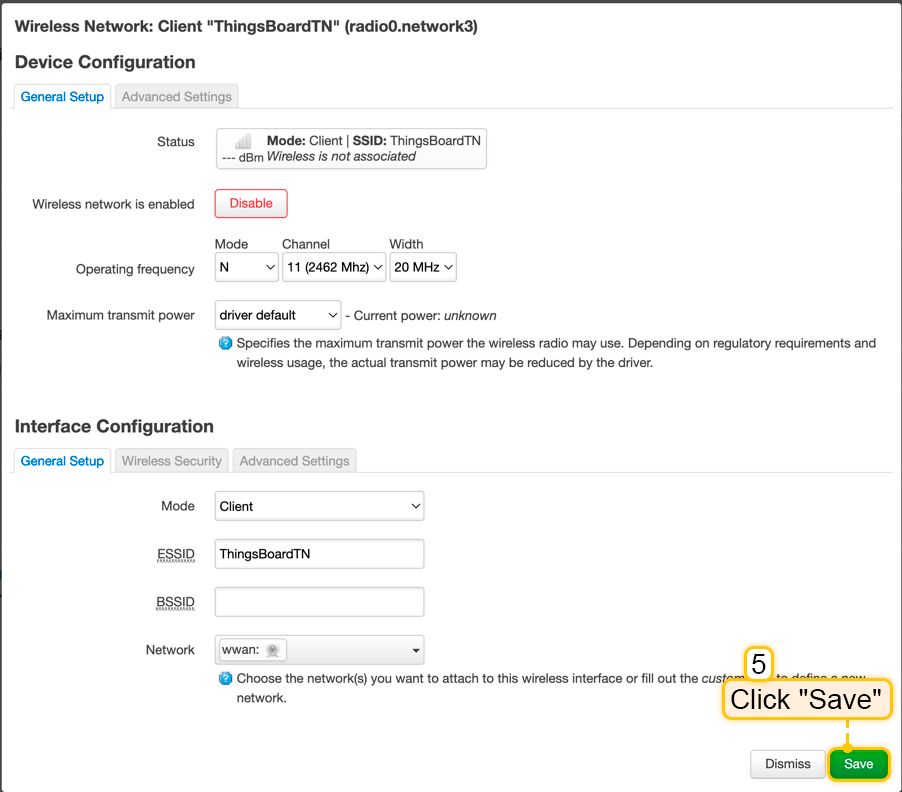 Wireless Network: Client "ThingsBoardTN" (radio0.network3)
Device Configuration
General Setup Advanced Settings
Status
Mode: Client | SSID: ThingsBoardTN
--- dBm Wireless is not associated
Wireless network is enabled Disable
Mode Channel Width
Operating frequency N 11 (2462 Mhz) 20 MHz
Maximum transmit power driver default - Current power: unknown
Specifies the maximum transmit power the wireless radio may use. Depending on regulatory requirements and
wireless usage, the actual transmit power may be reduced by the driver.
Interface Configuration
General Setup Wireless Security Advanced Settings
Mode Client
ESSID ThingsBoardTN
BSSID
Network wwan:
Choose the network(s) you want to attach to this wireless interface or fill out the to define a new
network.
5
Click "Save"
Dismiss Save